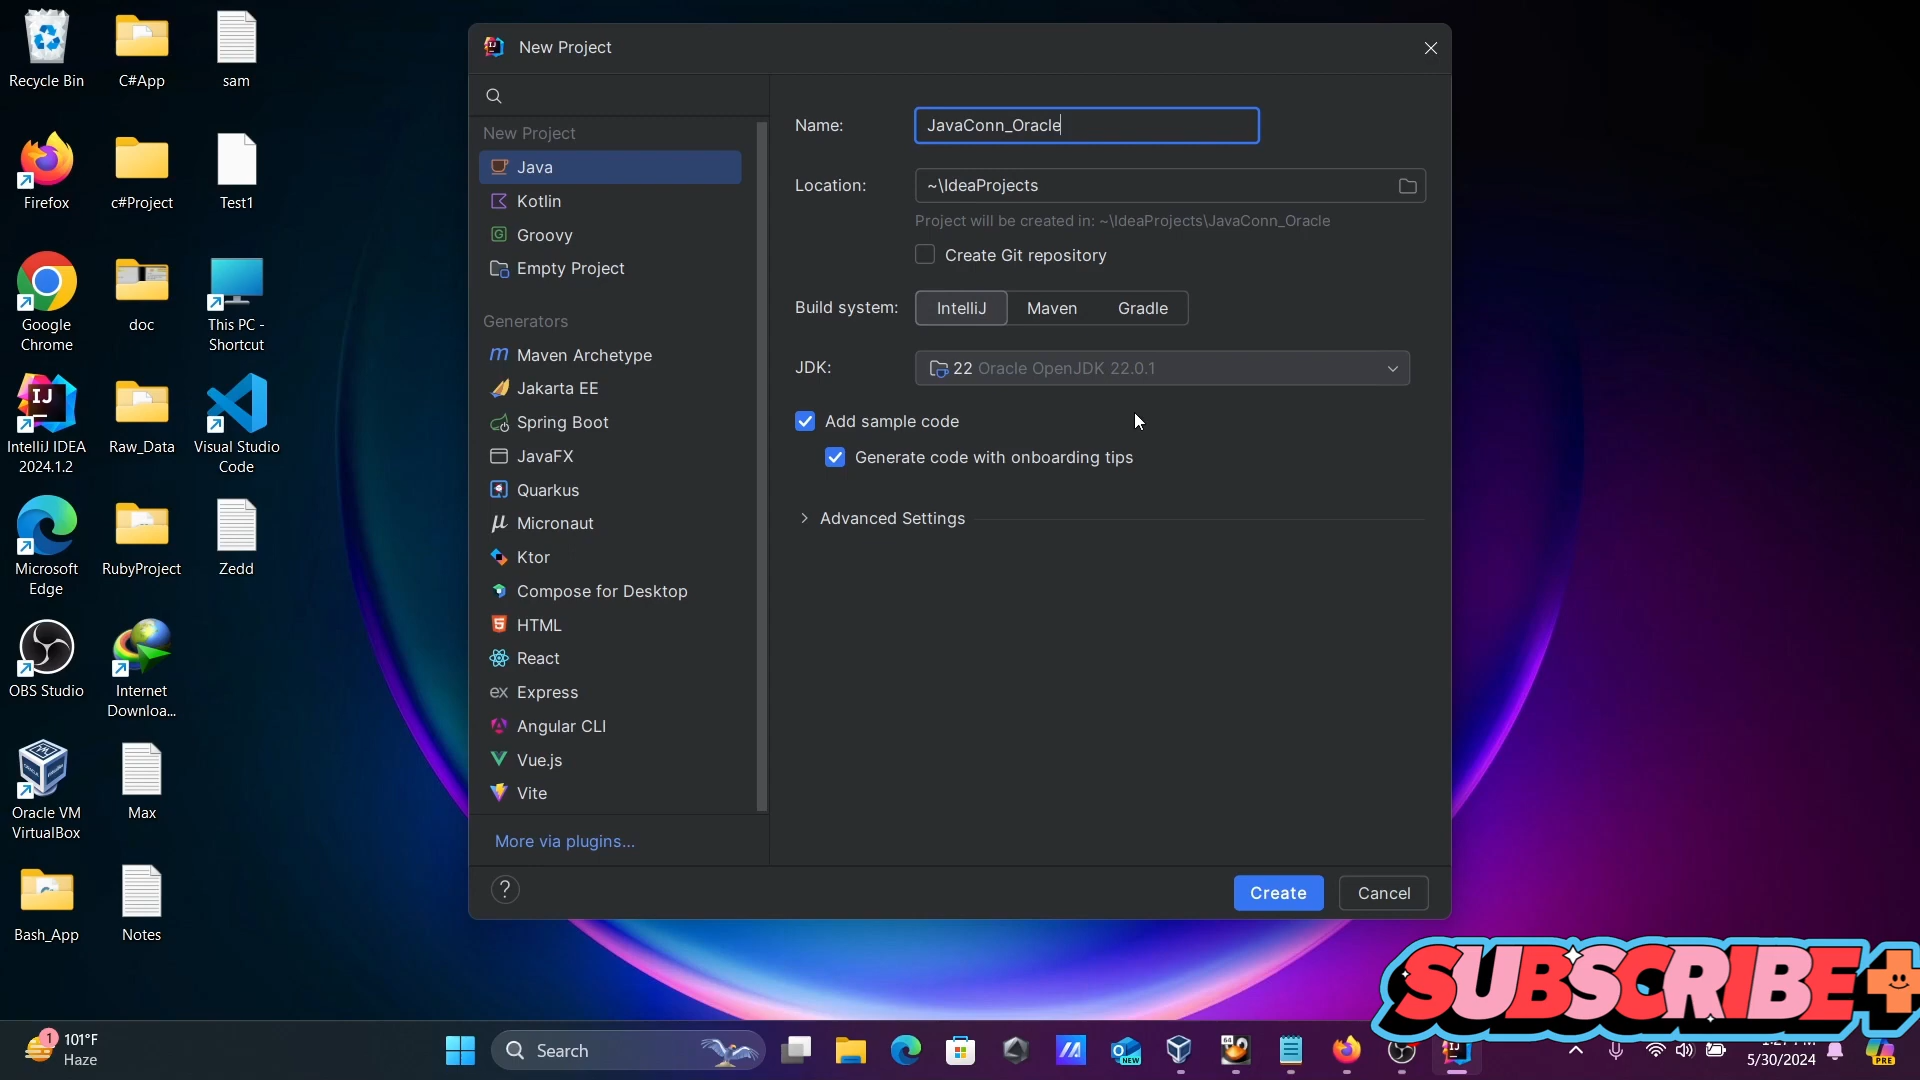 Recycle Bin
C#App
sam
Firefox
c#Project
Test1
Google
Chrome
doc
This PC -
Shortcut
IntelliJ IDEA
2024.1.2
Raw_Data
Visual Studio
Code
Microsoft
Edge
RubyProject
Zedd
OBS Studio
Internet
Downloa...
Oracle VM
VirtualBox
Max
Bash_App
Notes
New Project
New Project
Java
Kotlin
Groovy
Empty Project
Generators
Maven Archetype
Jakarta EE
Spring Boot
JavaFX
Quarkus
Micronaut
Ktor
Compose for Desktop
HTML
React
ex Express
Angular CLI
Vue.js
Vite
More via plugins...
Name: JavaConn_Oracle
Location: ~\IdeaProjects
Project will be created in: ~\IdeaProjects\JavaConn_Oracle
Create Git repository
Build system: IntelliJ Maven Gradle
JDK: 22 Oracle OpenJDK 22.0.1
Add sample code
Generate code with onboarding tips
Advanced Settings
?
Create
Cancel
SUBSCRIBE+
1
101°F
Haze
Search
NEW
64
5/30/2024
PRE